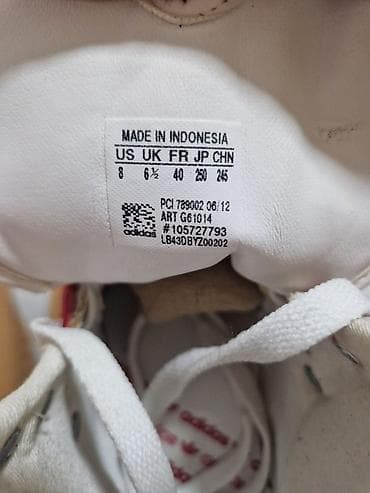 MADE IN INDONESIA
US UK FR JP CHN
8 6½ 40 250 245
PCI 789002 06/12
ART G61014
adidas #105727793
LB43DBYZ00202
adidas